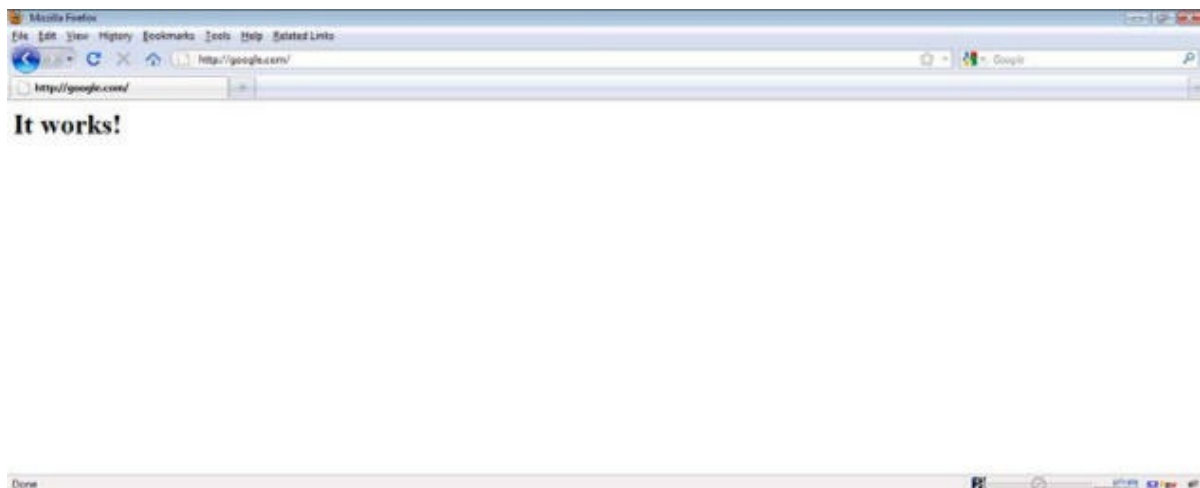 Mozilla Firefox
File Edit View History Bookmarks Tools Help Related Links
http://google.com/ Google
http://google.com/
It works!
Done